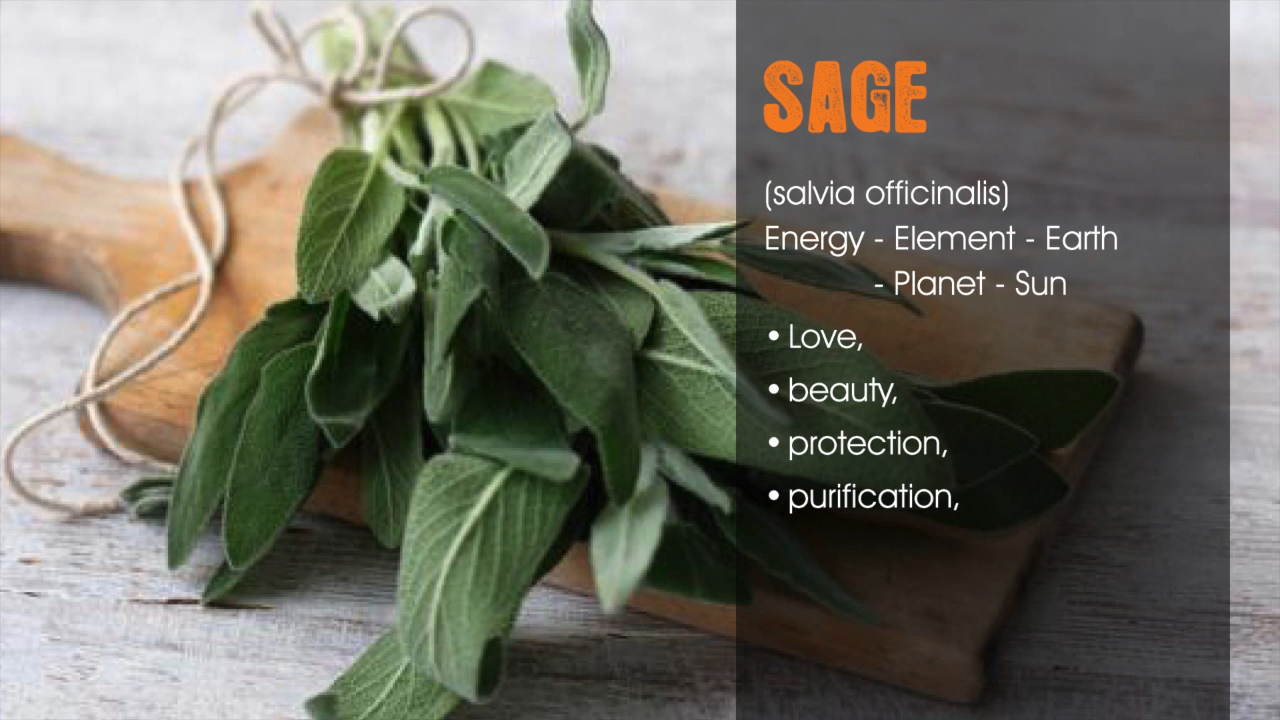 SAGE
(salvia officinalis)
Energy - Element - Earth
- Planet - Sun
• Love,
• beauty,
• protection,
• purification,